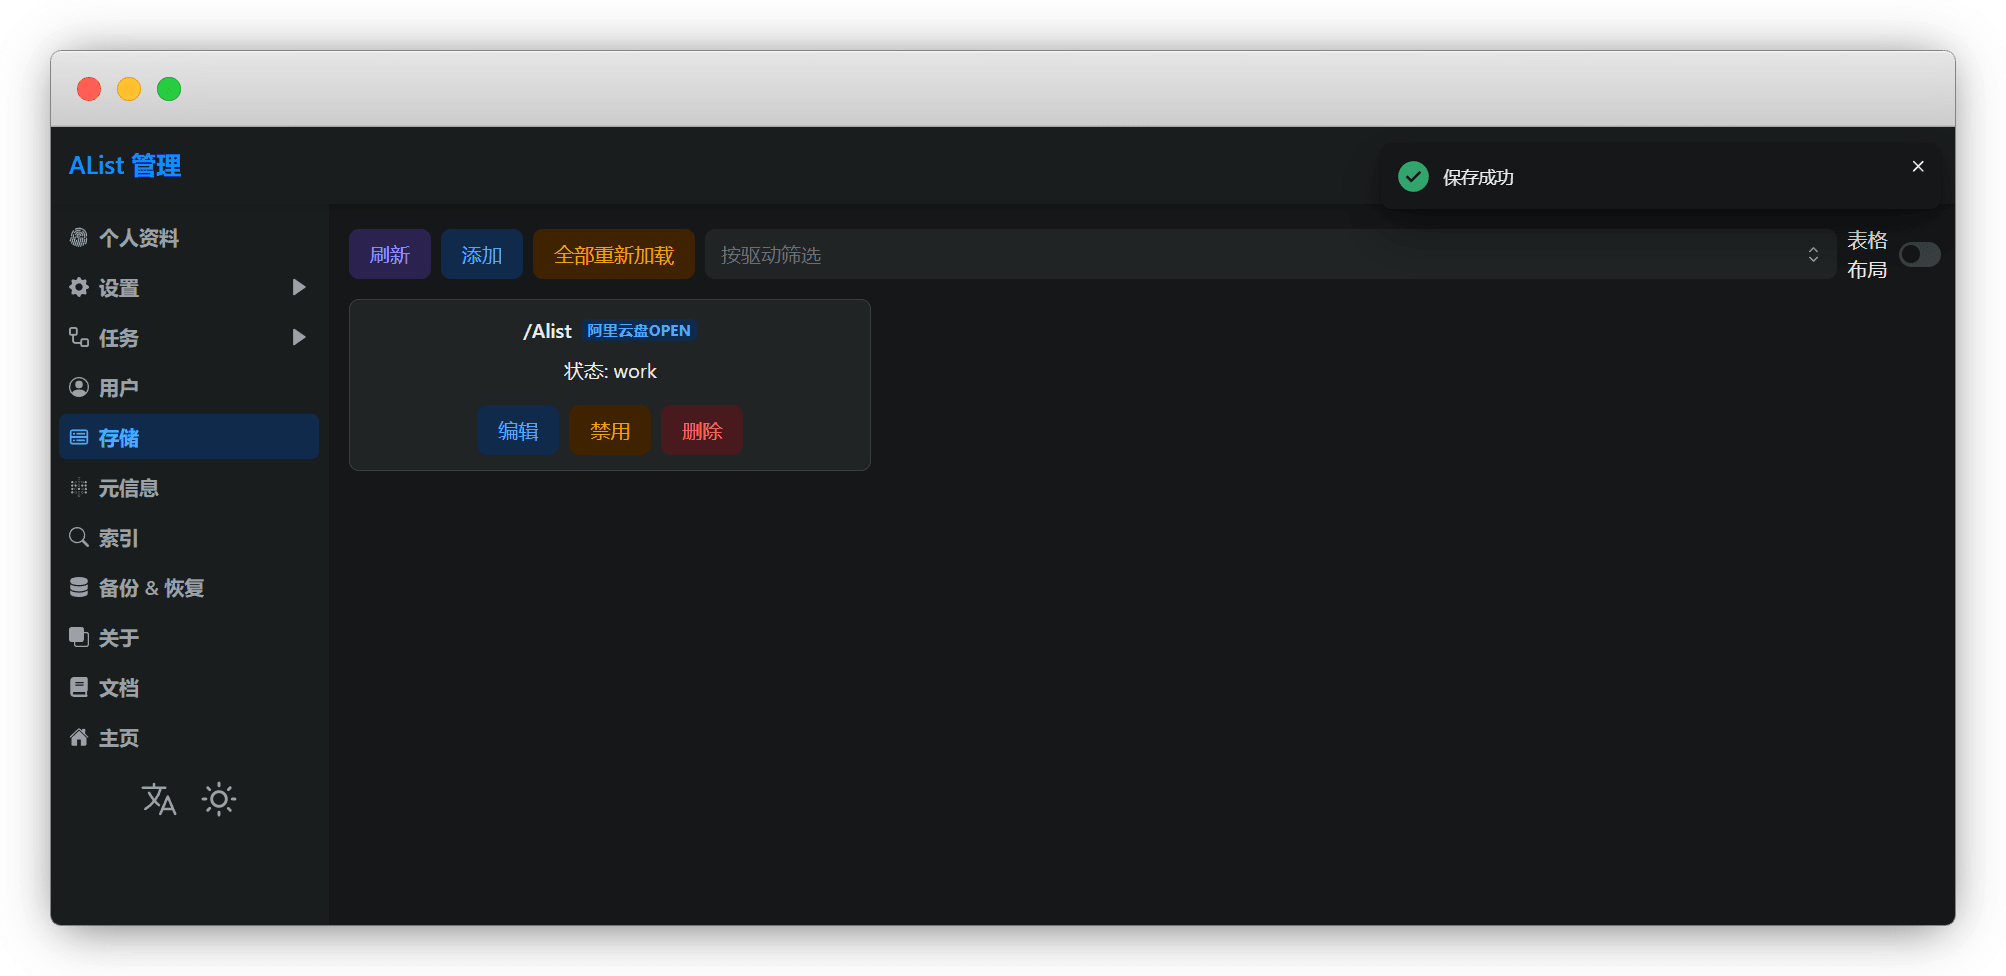 AList 管理
保存成功
个人资料
设置
任务
用户
存储
元信息
索引
备份 & 恢复
关于
文档
主页
刷新
添加
全部重新加载
按驱动筛选
表格
布局
/Alist 阿里云盘OPEN
状态: work
编辑 禁用 删除